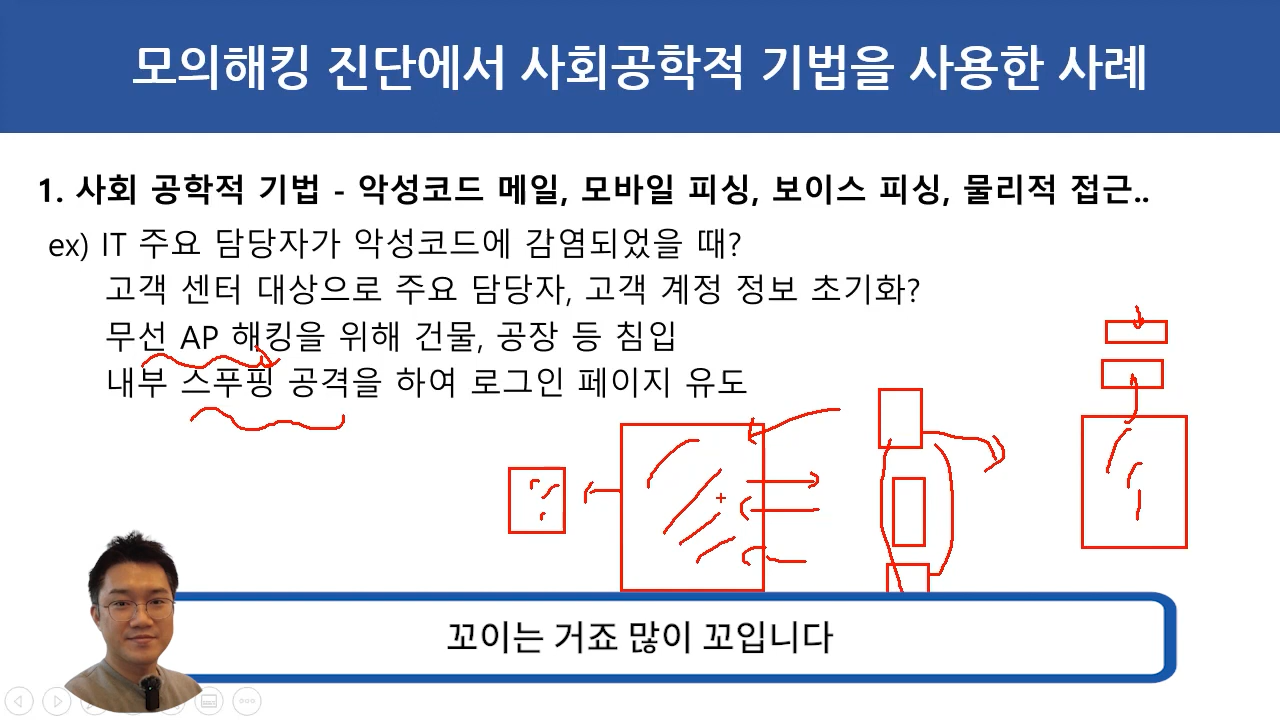 모의해킹 진단에서 사회공학적 기법을 사용한 사례
1. 사회 공학적 기법 - 악성코드 메일, 모바일 피싱, 보이스 피싱, 물리적 접근..
ex) IT 주요 담당자가 악성코드에 감염되었을 때?
고객 센터 대상으로 주요 담당자, 고객 계정 정보 초기화?
무선 AP 해킹을 위해 건물, 공장 등 침입
내부 스푸핑 공격을 하여 로그인 페이지 유도
꼬이는 거죠 많이 꼬입니다